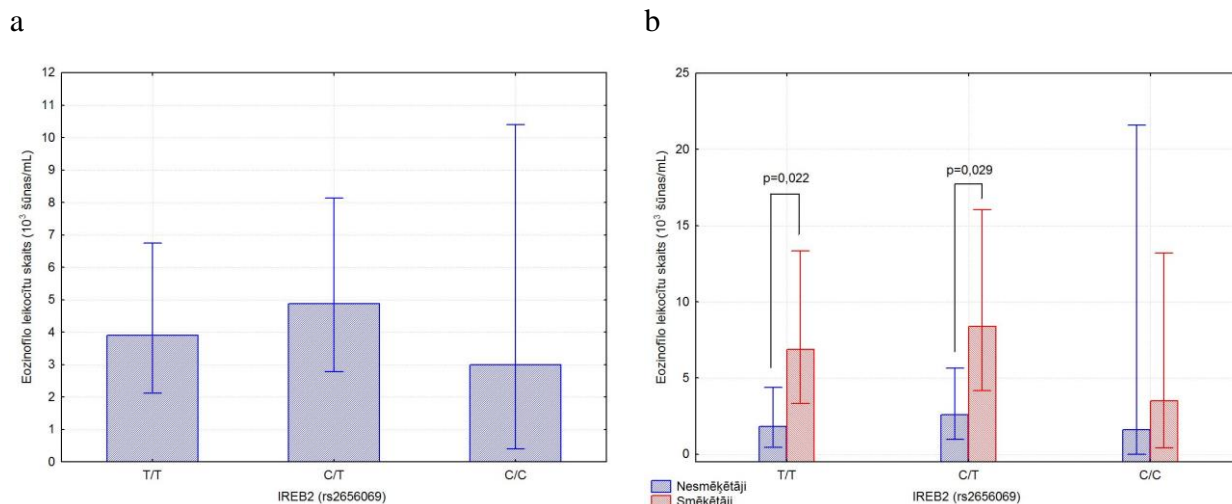 a
b
Eozinofīlo leikocītu skaits (10³ šūnas/mL)
12
11
10
9
8
7
6
5
4
3
2
1
0
T/T
C/T
C/C
IREB2 (rs2656069)
Eozinofīlo leikocītu skaits (10³ šūnas/mL)
25
20
15
10
5
0
p=0,022
p=0,029
T/T
C/T
C/C
Nesmēķētāji
Smēķētāji
IREB2 (rs2656069)